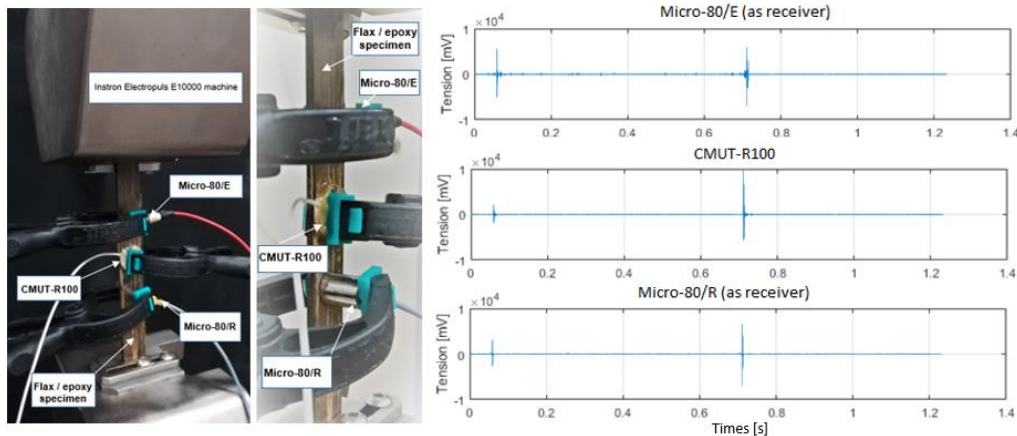 Instron Electropuls E10000 machine
Micro-80/E
CMUT-R100
Micro-80/R
Flax / epoxy
specimen
Flax / epoxy
specimen
Micro-80/E
CMUT-R100
Micro-80/R
Micro-80/E (as receiver)
×10⁴
Tension [mV]
1
0
-1
0 0.2 0.4 0.6 0.8 1 1.2 1.4
CMUT-R100
×10⁴
Tension [mV]
1
0
-1
0 0.2 0.4 0.6 0.8 1 1.2 1.4
Micro-80/R (as receiver)
×10⁴
Tension [mV]
1
0
-1
0 0.2 0.4 0.6 0.8 1 1.2 1.4
Times [s]